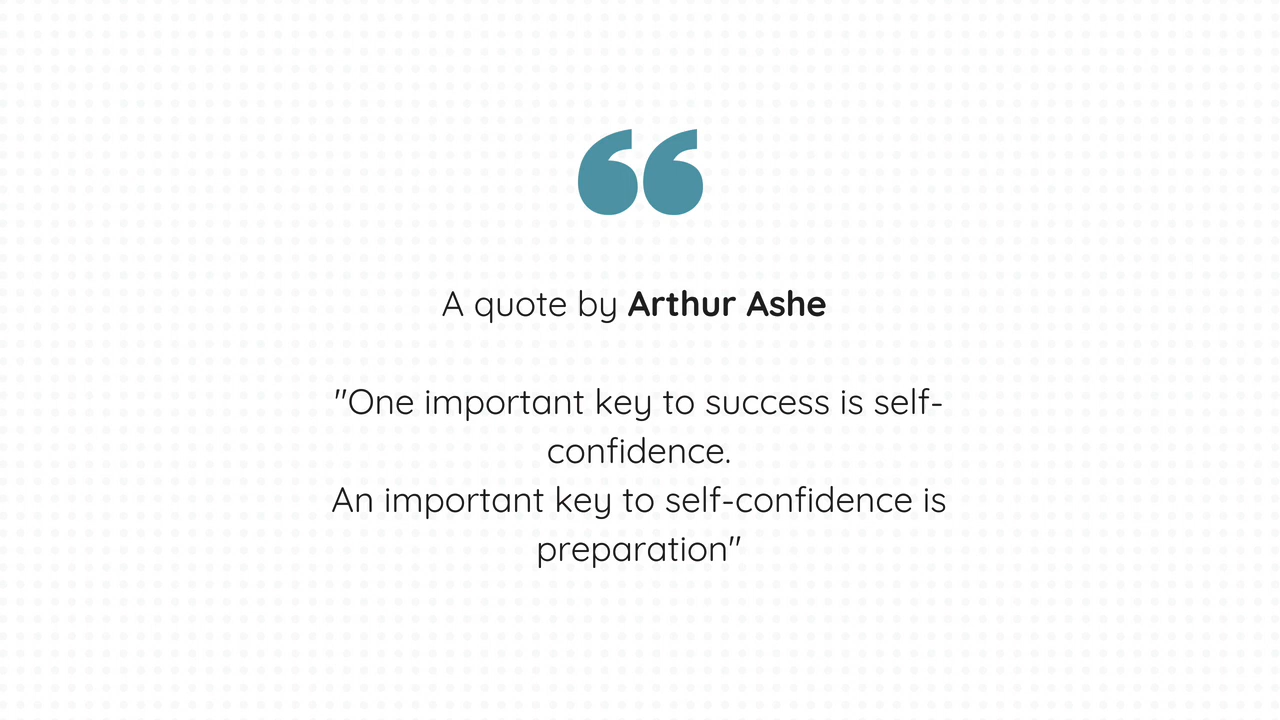 A quote by Arthur Ashe
"One important key to success is self-
confidence.
An important key to self-confidence is
preparation"